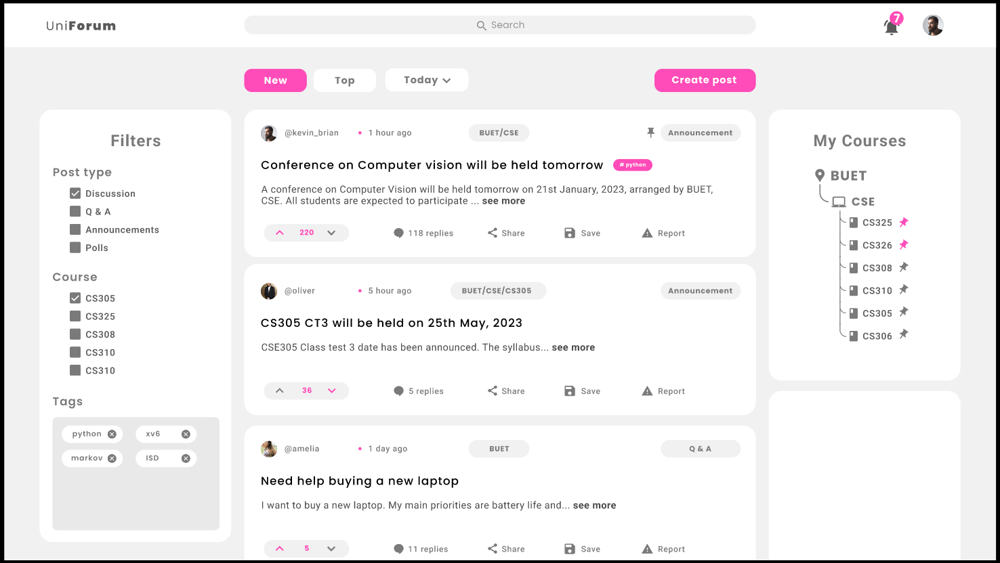 UniForum
Search
7
New
Top
Today
Create post
Filters
Post type
Discussion
Q & A
Announcements
Polls
Course
CS305
CS325
CS308
CS310
CS310
Tags
python
xv6
markov
ISD
@kevin_brian
1 hour ago
BUET/CSE
Announcement
Conference on Computer vision will be held tomorrow
# python
A conference on Computer Vision will be held tomorrow on 21st January, 2023, arranged by BUET,
CSE. All students are expected to participate ... see more
220
118 replies
Share
Save
Report
@oliver
5 hour ago
BUET/CSE/CS305
Announcement
CS305 CT3 will be held on 25th May, 2023
CSE305 Class test 3 date has been announced. The syllabus... see more
36
5 replies
Share
Save
Report
@amelia
1 day ago
BUET
Q & A
Need help buying a new laptop
I want to buy a new laptop. My main priorities are battery life and... see more
5
11 replies
Share
Save
Report
My Courses
BUET
CSE
CS325
CS326
CS308
CS310
CS305
CS306